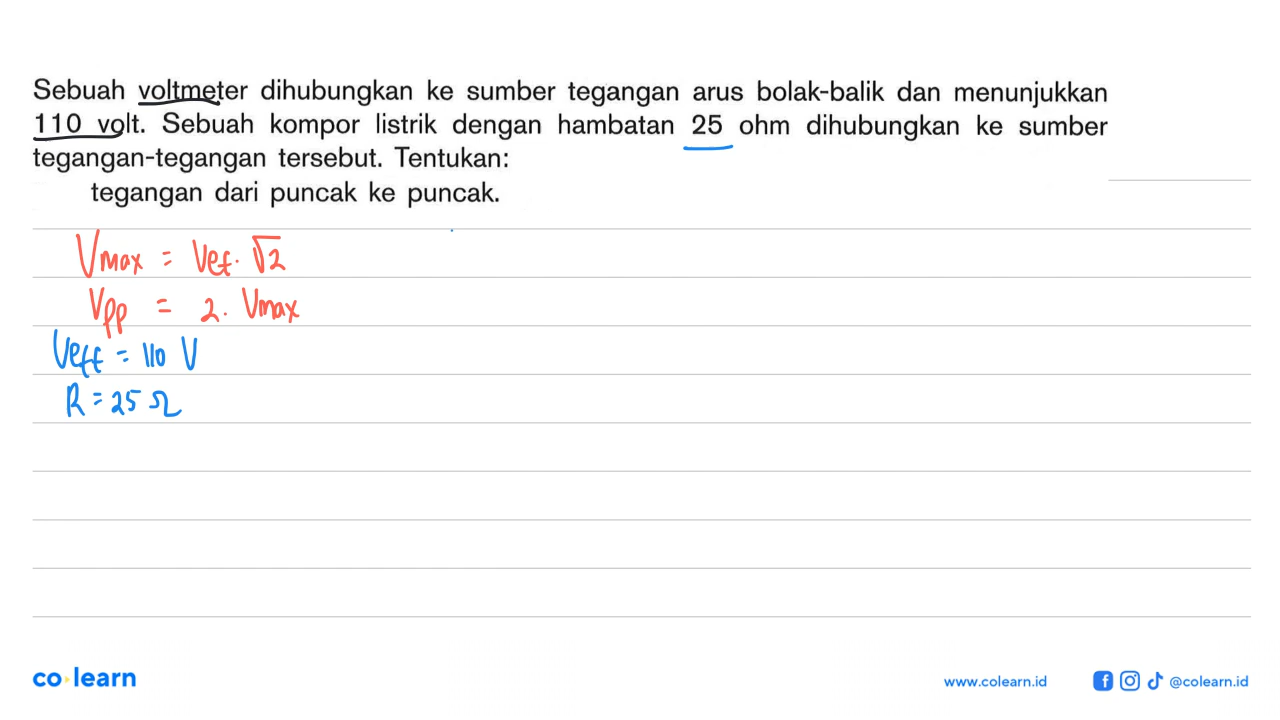 Sebuah voltmeter dihubungkan ke sumber tegangan arus bolak-balik dan menunjukkan
110 volt. Sebuah kompor listrik dengan hambatan 25 ohm dihubungkan ke sumber
tegangan-tegangan tersebut. Tentukan:
tegangan dari puncak ke puncak.
Vmax = Vef. √2
Vpp = 2. Vmax
Veff = 110 V
R = 25 Ω
co learn
www.colearn.id @colearn.id